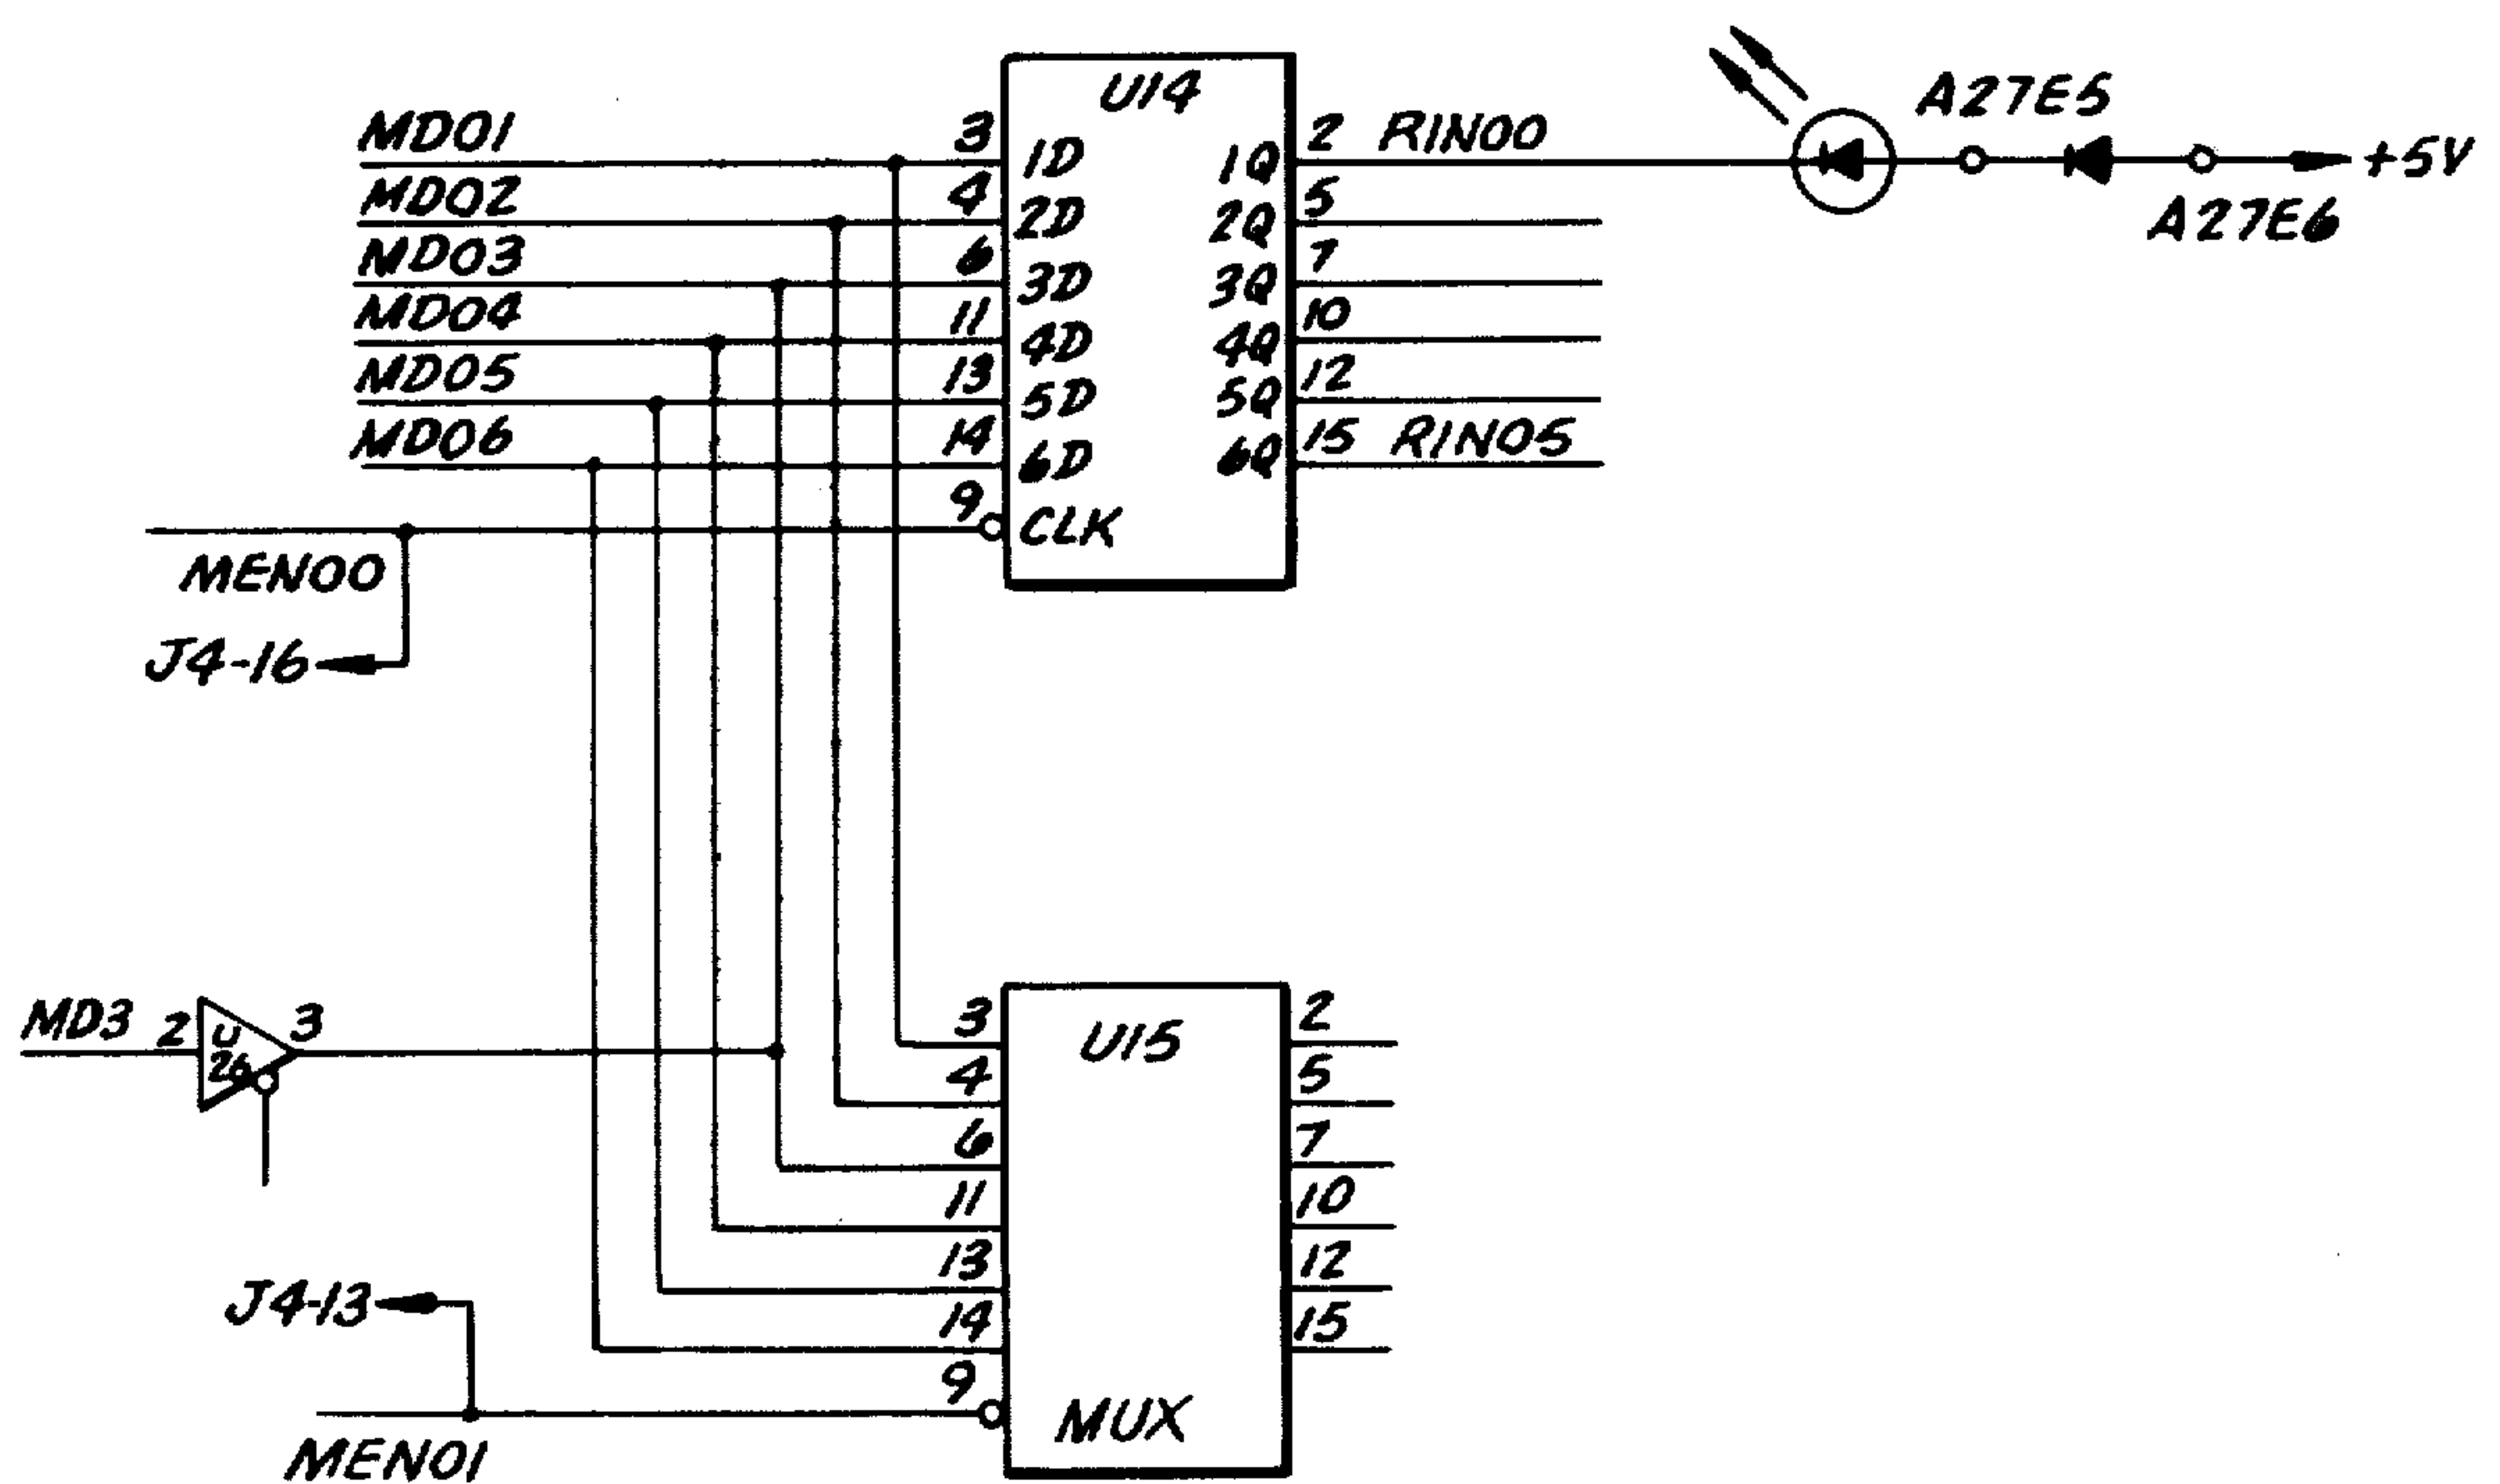 U14
MD01 3 1D 1Q 2 RIN00 A27E5 +5V
MD02 4 2D 2Q 5 A27E6
MD03 6 3D 3Q 7
MD04 11 4D 4Q 10
MD05 13 5D 5Q 12
MD06 14 6D 6Q 15 RIN05
9 CLK
MEN00
J4-16
MD3 2 U 26 3
U15
3 2
4 5
6 7
11 10
13 12
J4-13
14 15
9 MUX
MEN01